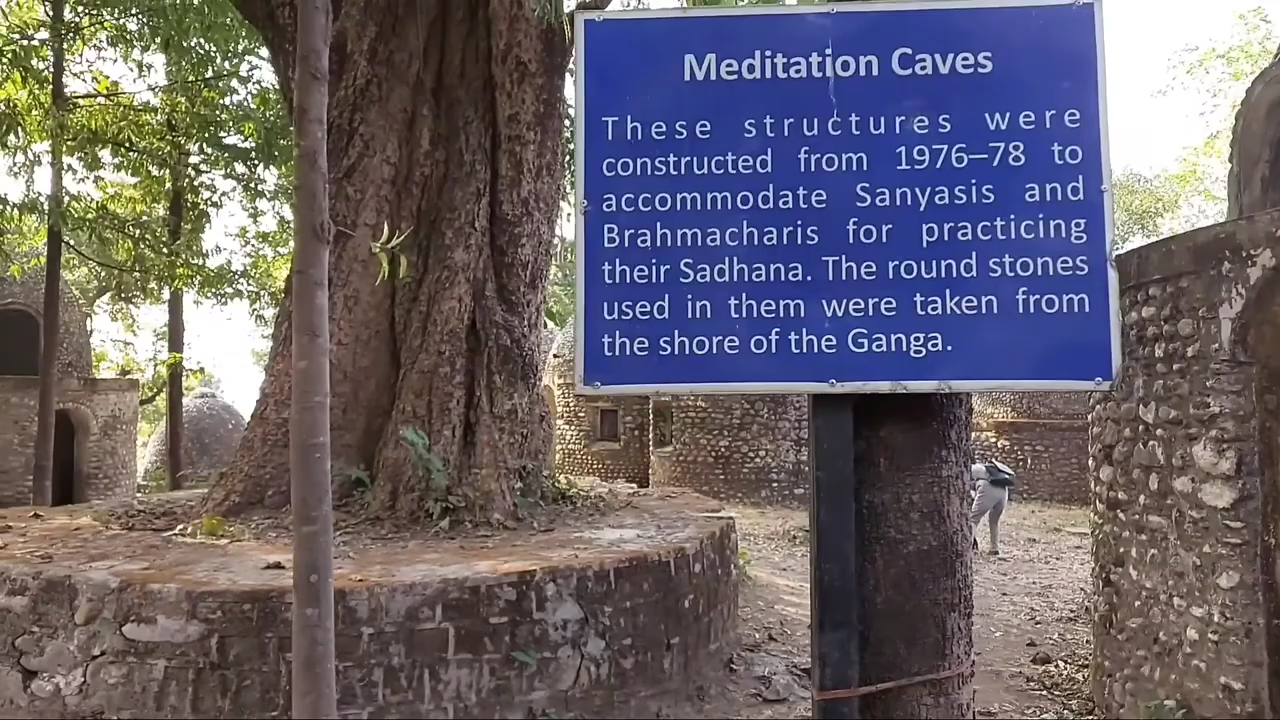 Meditation Caves
These structures were
constructed from 1976–78 to
accommodate Sanyasis and
Brahmacharis for practicing
their Sadhana. The round stones
used in them were taken from
the shore of the Ganga.